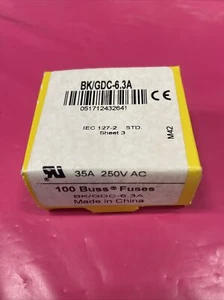 BK/GDC-6.3A
051712432641
CE
IEC 127-2 STD.
Sheet 3
M42
35A 250V AC
100 Buss® Fuses
BK/GDC-6.3A
Made in China